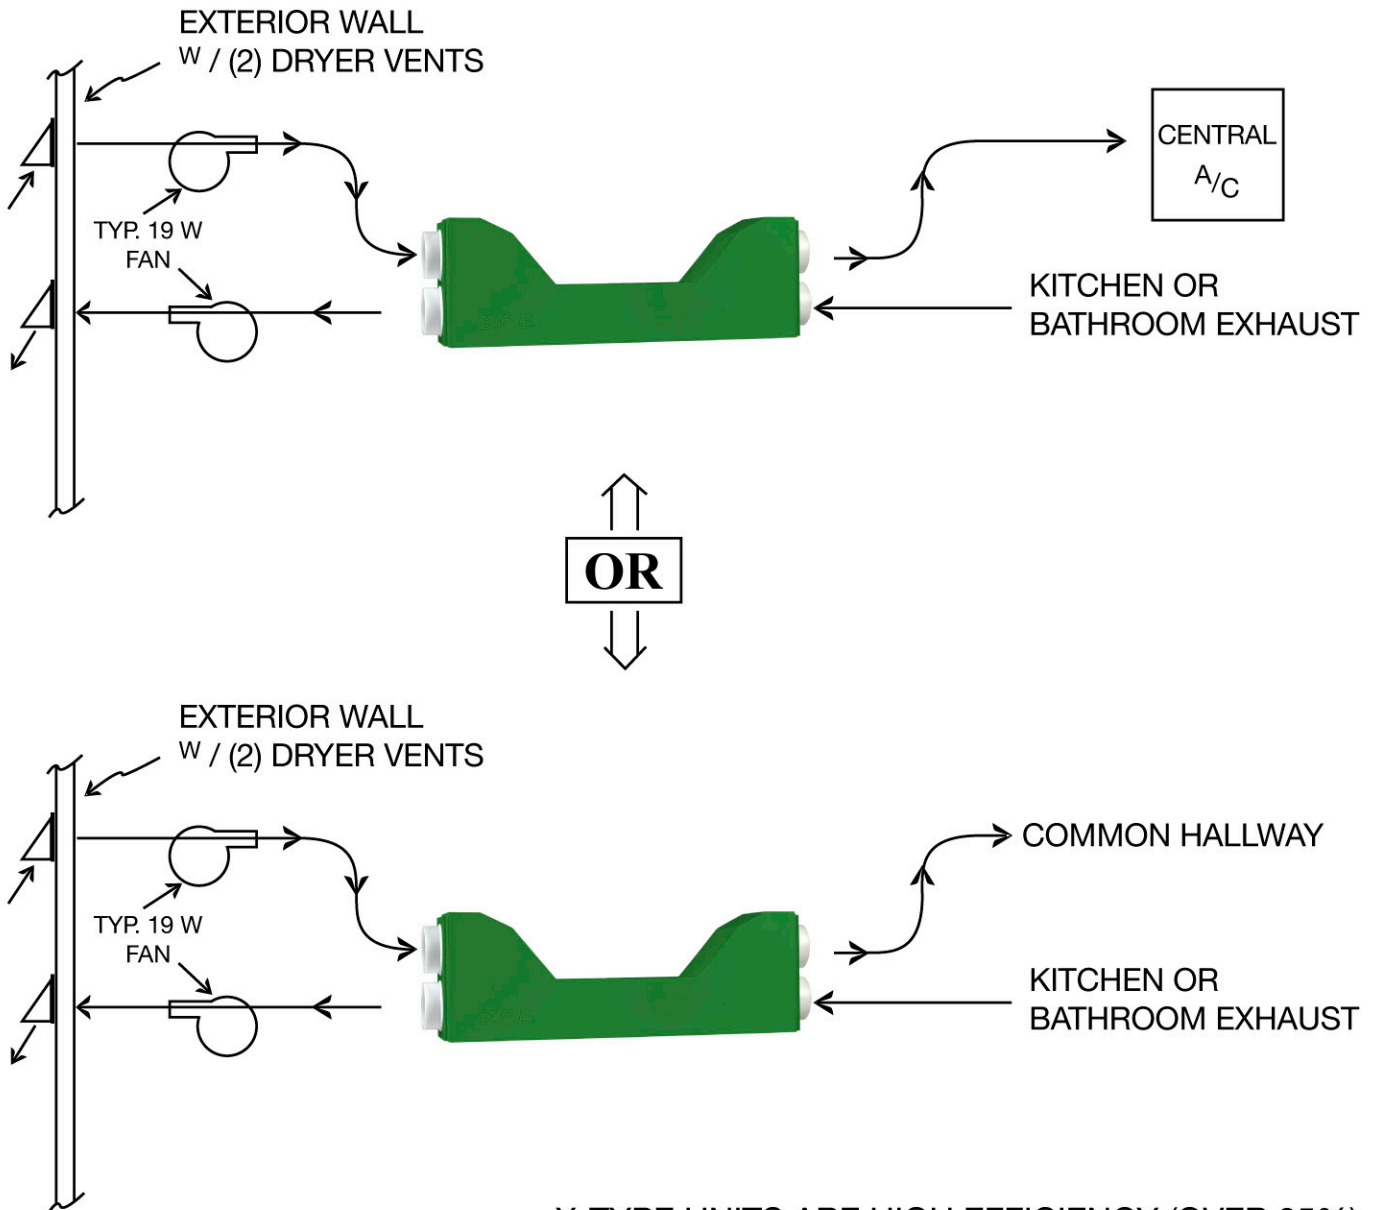 EXTERIOR WALL
W / (2) DRYER VENTS
CENTRAL
A/C
TYP. 19 W
FAN
KITCHEN OR
BATHROOM EXHAUST
OR
EXTERIOR WALL
W / (2) DRYER VENTS
COMMON HALLWAY
TYP. 19 W
FAN
KITCHEN OR
BATHROOM EXHAUST